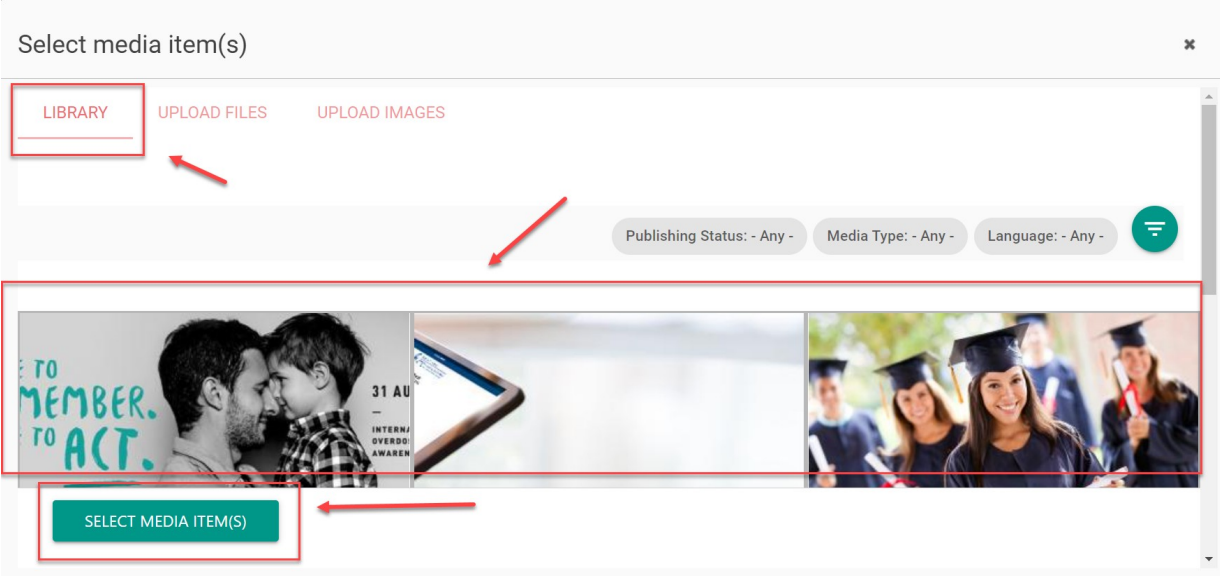 Select media item(s)
LIBRARY UPLOAD FILES UPLOAD IMAGES
Publishing Status: - Any - Media Type: - Any - Language: - Any -
TO
MEMBER.
TO ACT.
31 AU
INTERNA
OVERDO
AWAREN
SELECT MEDIA ITEM(S)